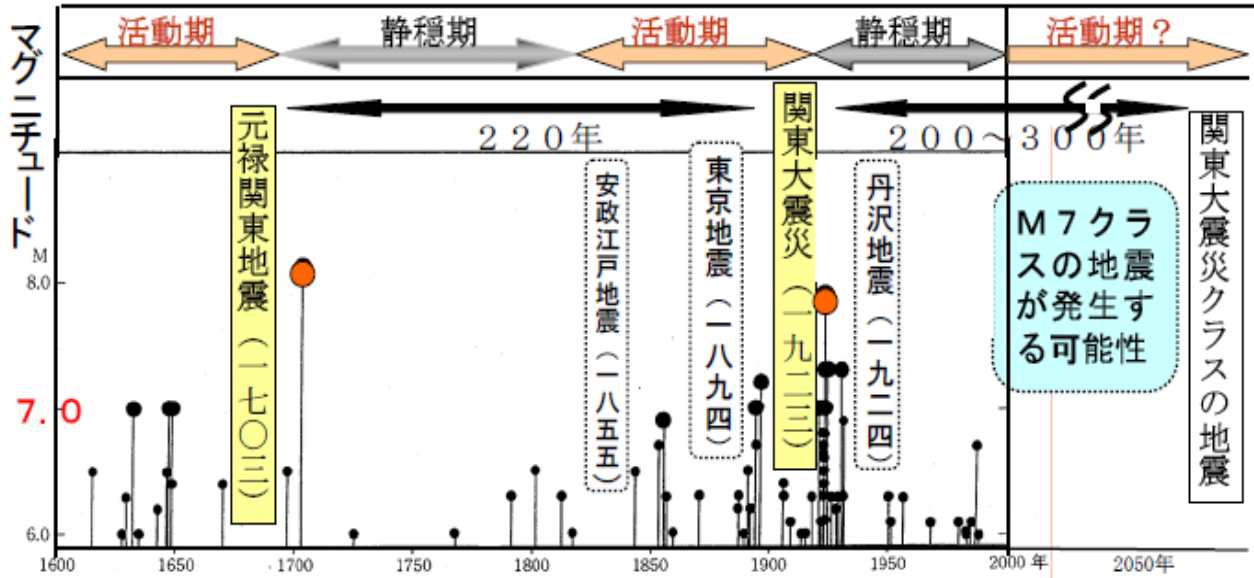 マグニチュード
活動期
静穏期
活動期
静穏期
活動期？
220年
200～300年
元禄関東地震（一七〇三）
安政江戸地震（一八五五）
東京地震（一八九四）
関東大震災（一九二三）
丹沢地震（一九二四）
M7クラ
スの地震
が発生す
る可能性
関東大震災クラスの地震
M
8.0
7.0
6.0
1600 1650 1700 1750 1800 1850 1900 1950 2000 年 2050年